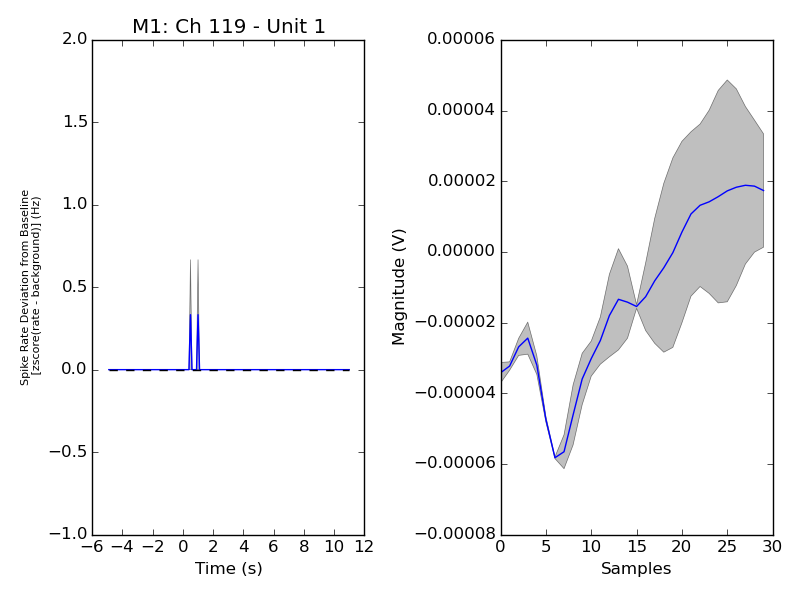 M1: Ch 119 - Unit 1
2.0
1.5
1.0
0.5
0.0
−0.5
−1.0
−6 −4 −2 0 2 4 6 8 10 12
Time (s)
Spike Rate Deviation from Baseline
[zscore(rate - background)] (Hz)
0.00006
0.00004
0.00002
0.00000
−0.00002
−0.00004
−0.00006
−0.00008
0 5 10 15 20 25 30
Samples
Magnitude (V)